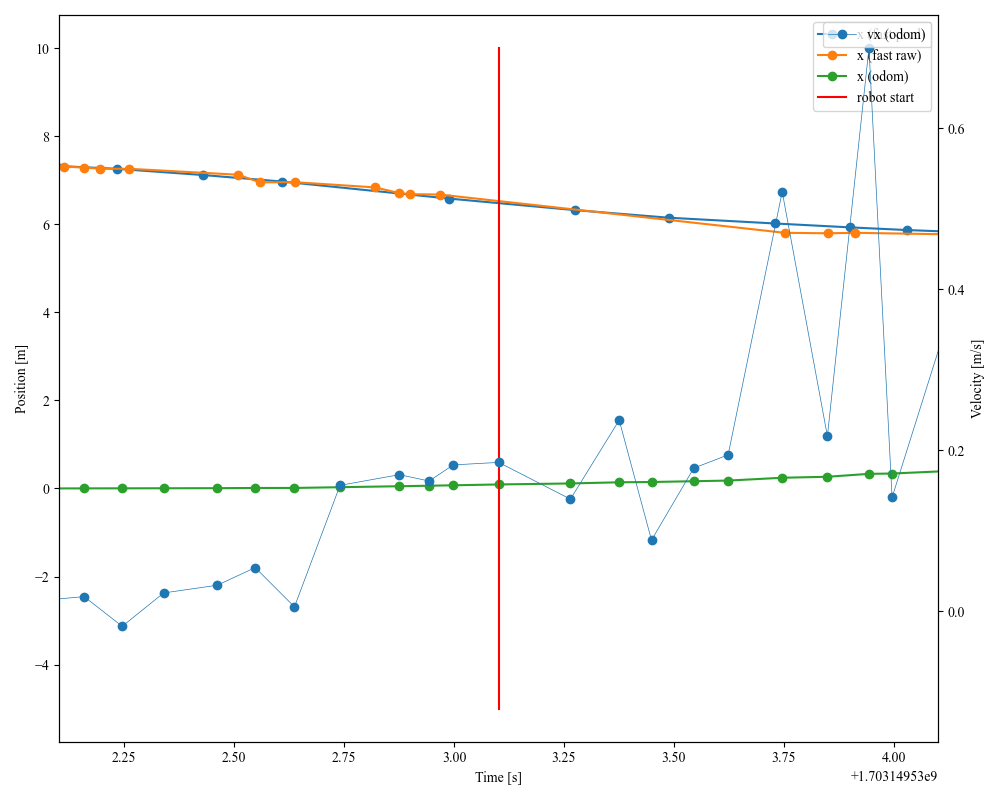 10
8
6
4
2
0
−2
−4
Position [m]
0.6
0.4
0.2
0.0
Velocity [m/s]
vx (odom)
x (fast raw)
x (odom)
robot start
2.25
2.50
2.75
3.00
3.25
3.50
3.75
4.00
Time [s]
+1.70314953e9